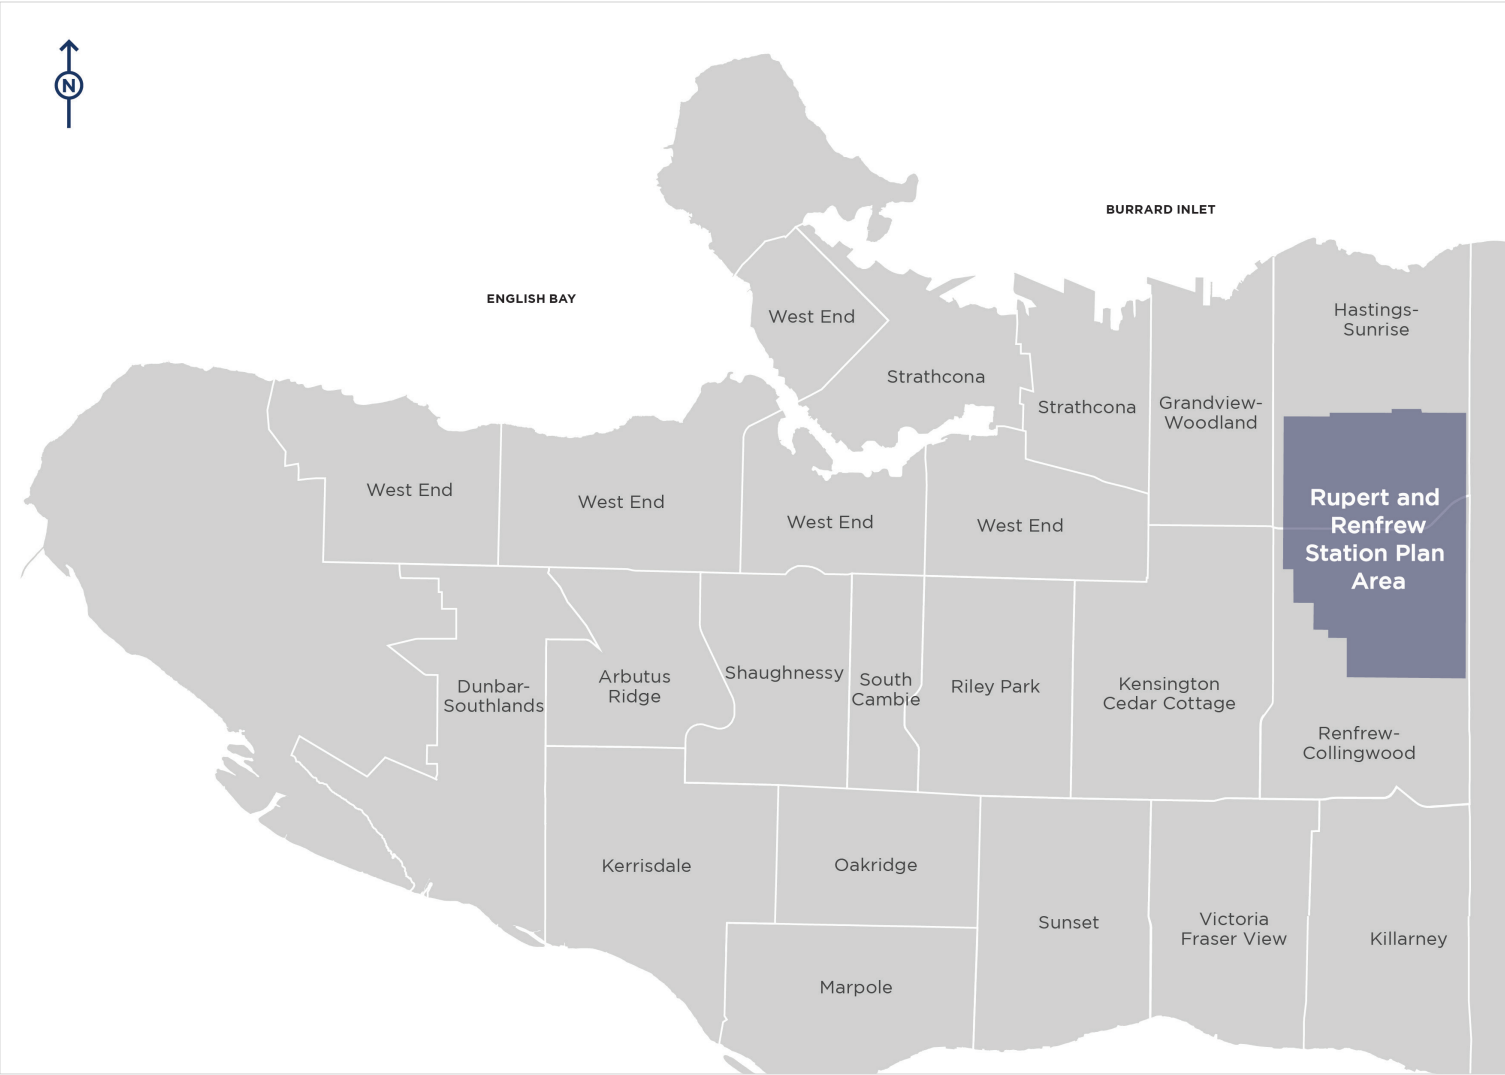 N
BURRARD INLET
ENGLISH BAY
West End
Hastings-
Sunrise
Strathcona
Strathcona
Grandview-
Woodland
West End
West End
West End
West End
Rupert and
Renfrew
Station Plan
Area
Dunbar-
Southlands
Arbutus
Ridge
Shaughnessy
South
Cambie
Riley Park
Kensington
Cedar Cottage
Renfrew-
Collingwood
Kerrisdale
Oakridge
Sunset
Victoria
Fraser View
Killarney
Marpole